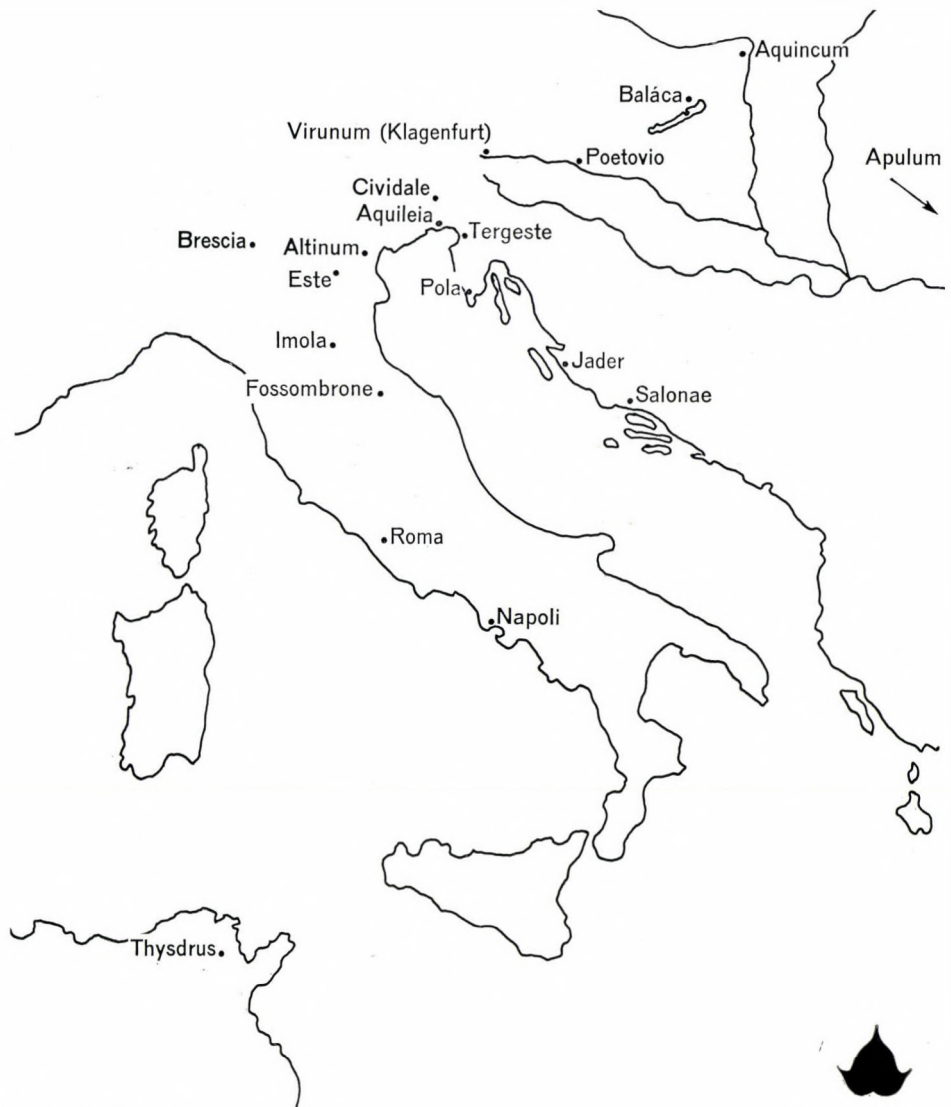 Aquincum
Baláca
Virunum (Klagenfurt)
Poetovio
Apulum
Cividale
Aquileia
Tergeste
Brescia
Altinum
Este
Pola
Imola
Jader
Fossombrone
Salonae
Roma
Napoli
Thysdrus